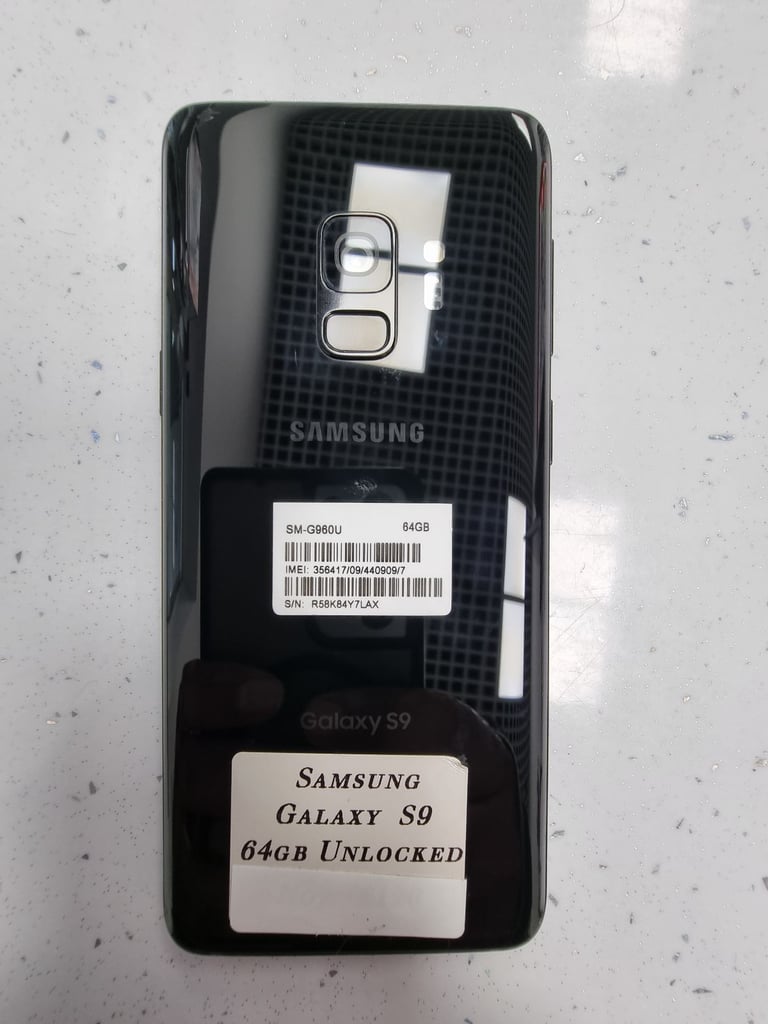 SAMSUNG
SM-G960U 64GB
IMEI: 356417/09/440909/7
S/N: R58K84Y7LAX
Galaxy S9
SAMSUNG
GALAXY S9
64GB UNLOCKED